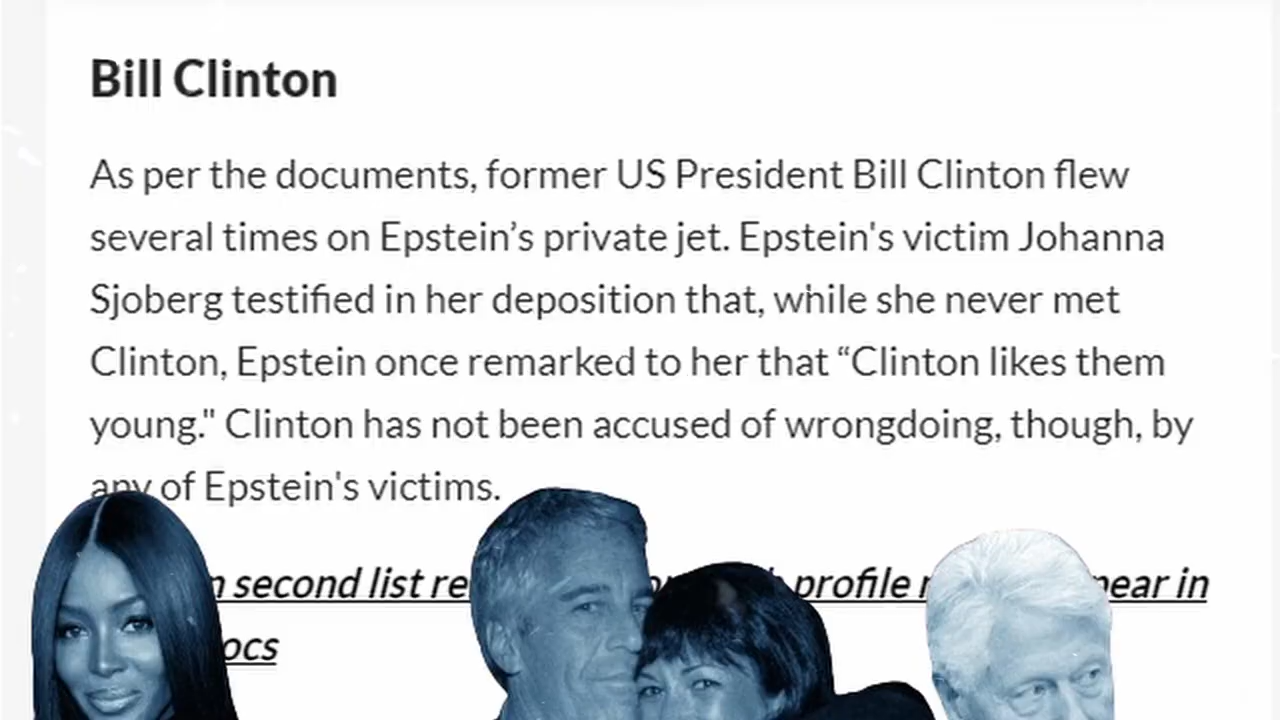 Bill Clinton
As per the documents, former US President Bill Clinton flew
several times on Epstein’s private jet. Epstein's victim Johanna
Sjoberg testified in her deposition that, while she never met
Clinton, Epstein once remarked to her that “Clinton likes them
young." Clinton has not been accused of wrongdoing, though, by
any of Epstein's victims.
second list profile in